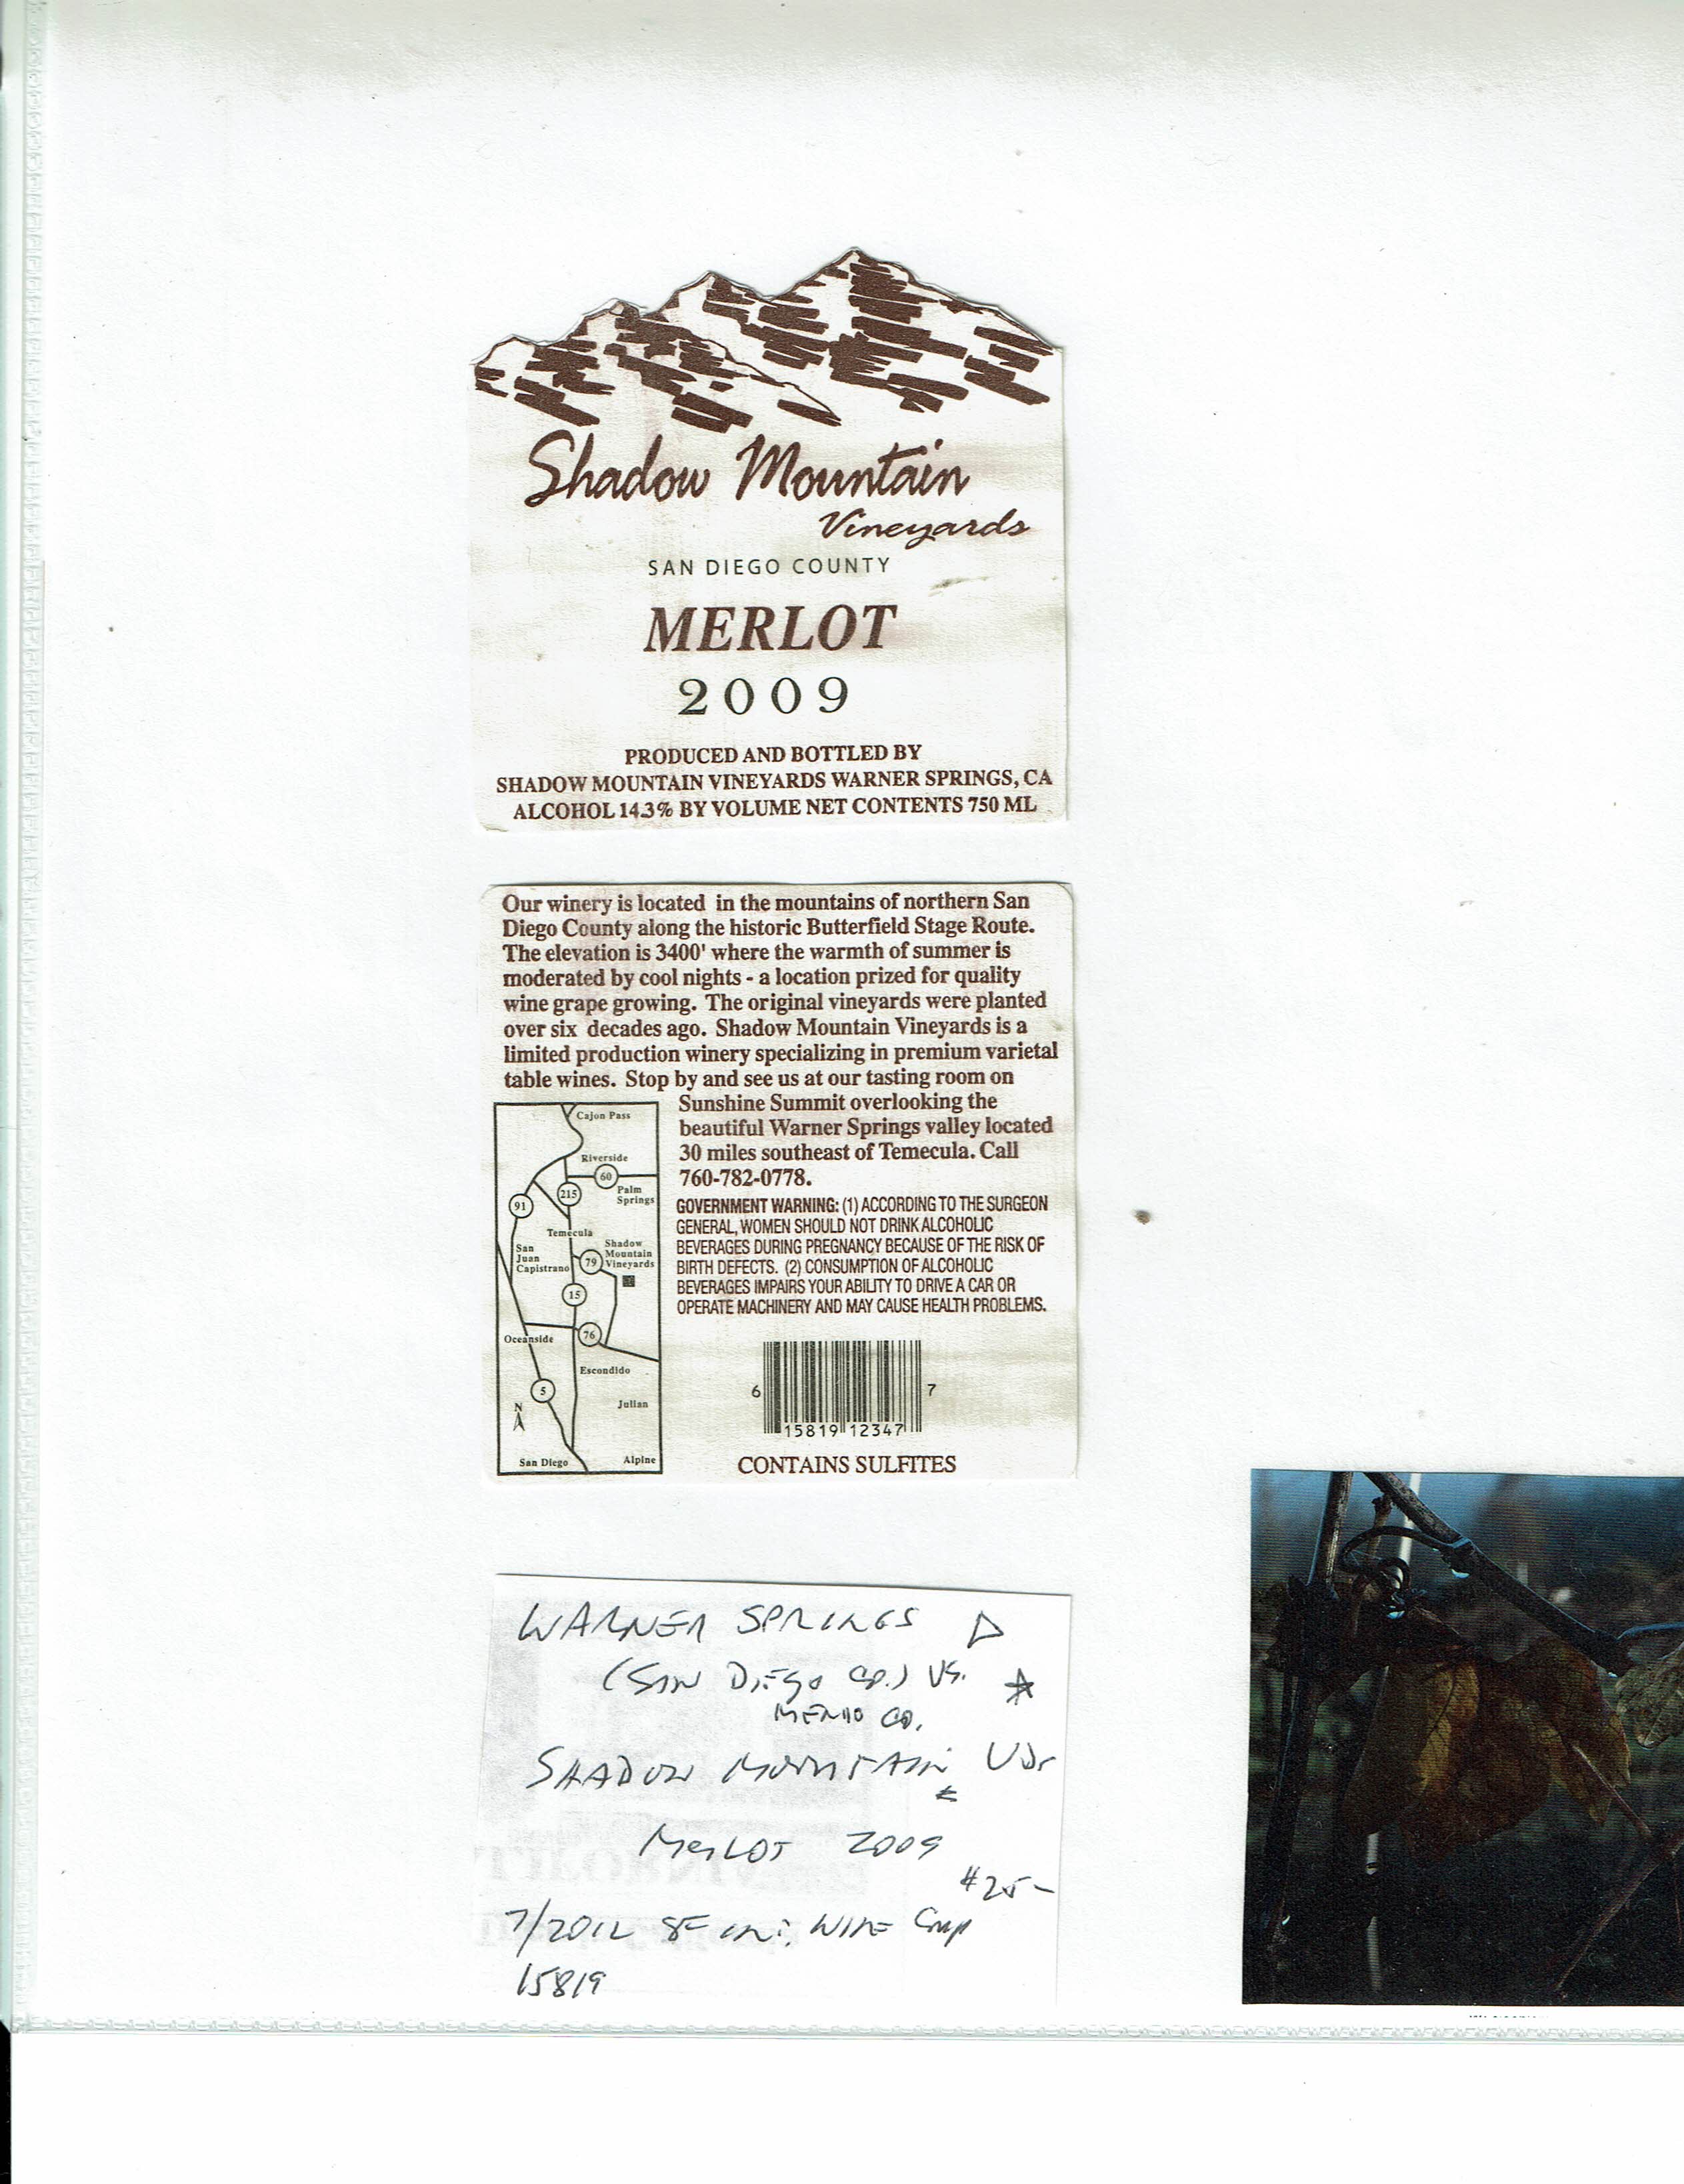 Shadow Mountain
Vineyards
SAN DIEGO COUNTY
MERLOT
2009
PRODUCED AND BOTTLED BY
SHADOW MOUNTAIN VINEYARDS WARNER SPRINGS, CA
ALCOHOL 14.3% BY VOLUME NET CONTENTS 750 ML
Our winery is located in the mountains of northern San
Diego County along the historic Butterfield Stage Route.
The elevation is 3400' where the warmth of summer is
moderated by cool nights - a location prized for quality
wine grape growing. The original vineyards were planted
over six decades ago. Shadow Mountain Vineyards is a
limited production winery specializing in premium varietal
table wines. Stop by and see us at our tasting room on
Sunshine Summit overlooking the
beautiful Warner Springs valley located
30 miles southeast of Temecula. Call
760-782-0778.
GOVERNMENT WARNING: (1) ACCORDING TO THE SURGEON
GENERAL, WOMEN SHOULD NOT DRINK ALCOHOLIC
BEVERAGES DURING PREGNANCY BECAUSE OF THE RISK OF
BIRTH DEFECTS. (2) CONSUMPTION OF ALCOHOLIC
BEVERAGES IMPAIRS YOUR ABILITY TO DRIVE A CAR OR
OPERATE MACHINERY AND MAY CAUSE HEALTH PROBLEMS.
Cajon Pass
Riverside
60
215
Palm
Springs
91
Temecula
San
Juan
Capistrano
79
Shadow
Mountain
Vineyards
15
Oceanside
76
Escondido
5
Julian
N
San Diego
Alpine
6 15819 12347 7
CONTAINS SULFITES
WARNER SPRINGS
(SAN DIEGO CO.) VS.
MENDO CO.
SHADOW MOUNTAIN
MERLOT 2009
$25-
7/2012 SF INT. WINE COMP
15819